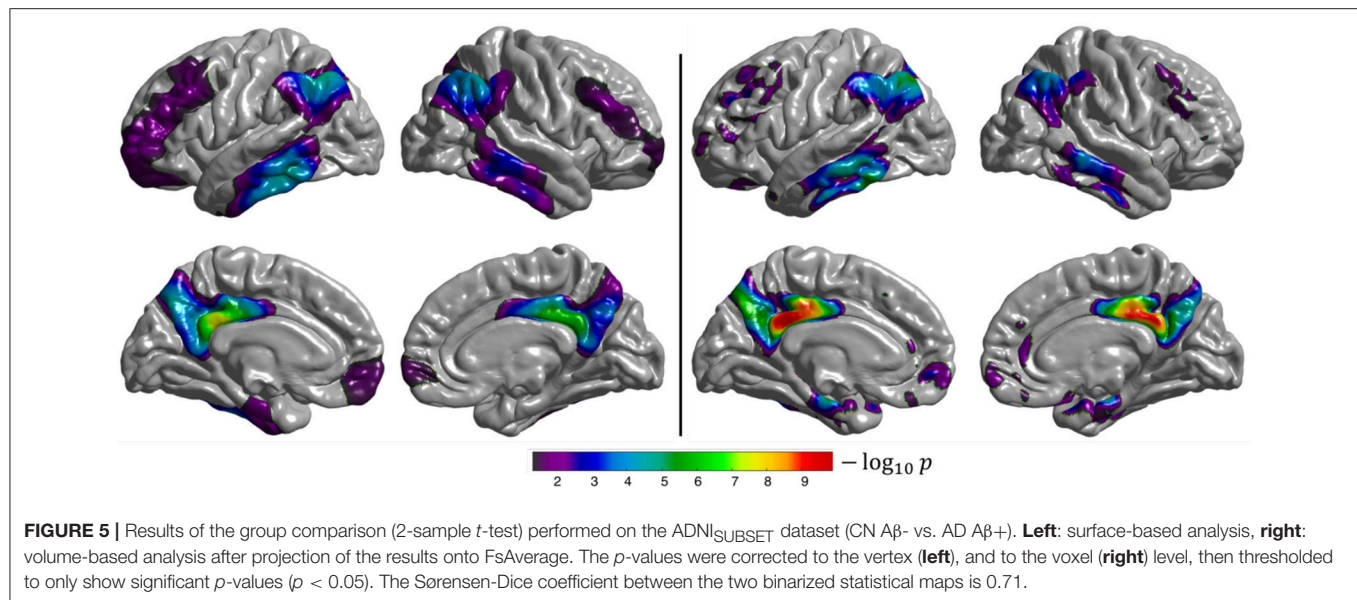 2 3 4 5 6 7 8 9 − log₁₀ p
FIGURE 5 | Results of the group comparison (2-sample t-test) performed on the ADNI_SUBSET dataset (CN Aβ- vs. AD Aβ+). Left: surface-based analysis, right:
volume-based analysis after projection of the results onto FsAverage. The p-values were corrected to the vertex (left), and to the voxel (right) level, then thresholded
to only show significant p-values (p < 0.05). The Sørensen-Dice coefficient between the two binarized statistical maps is 0.71.